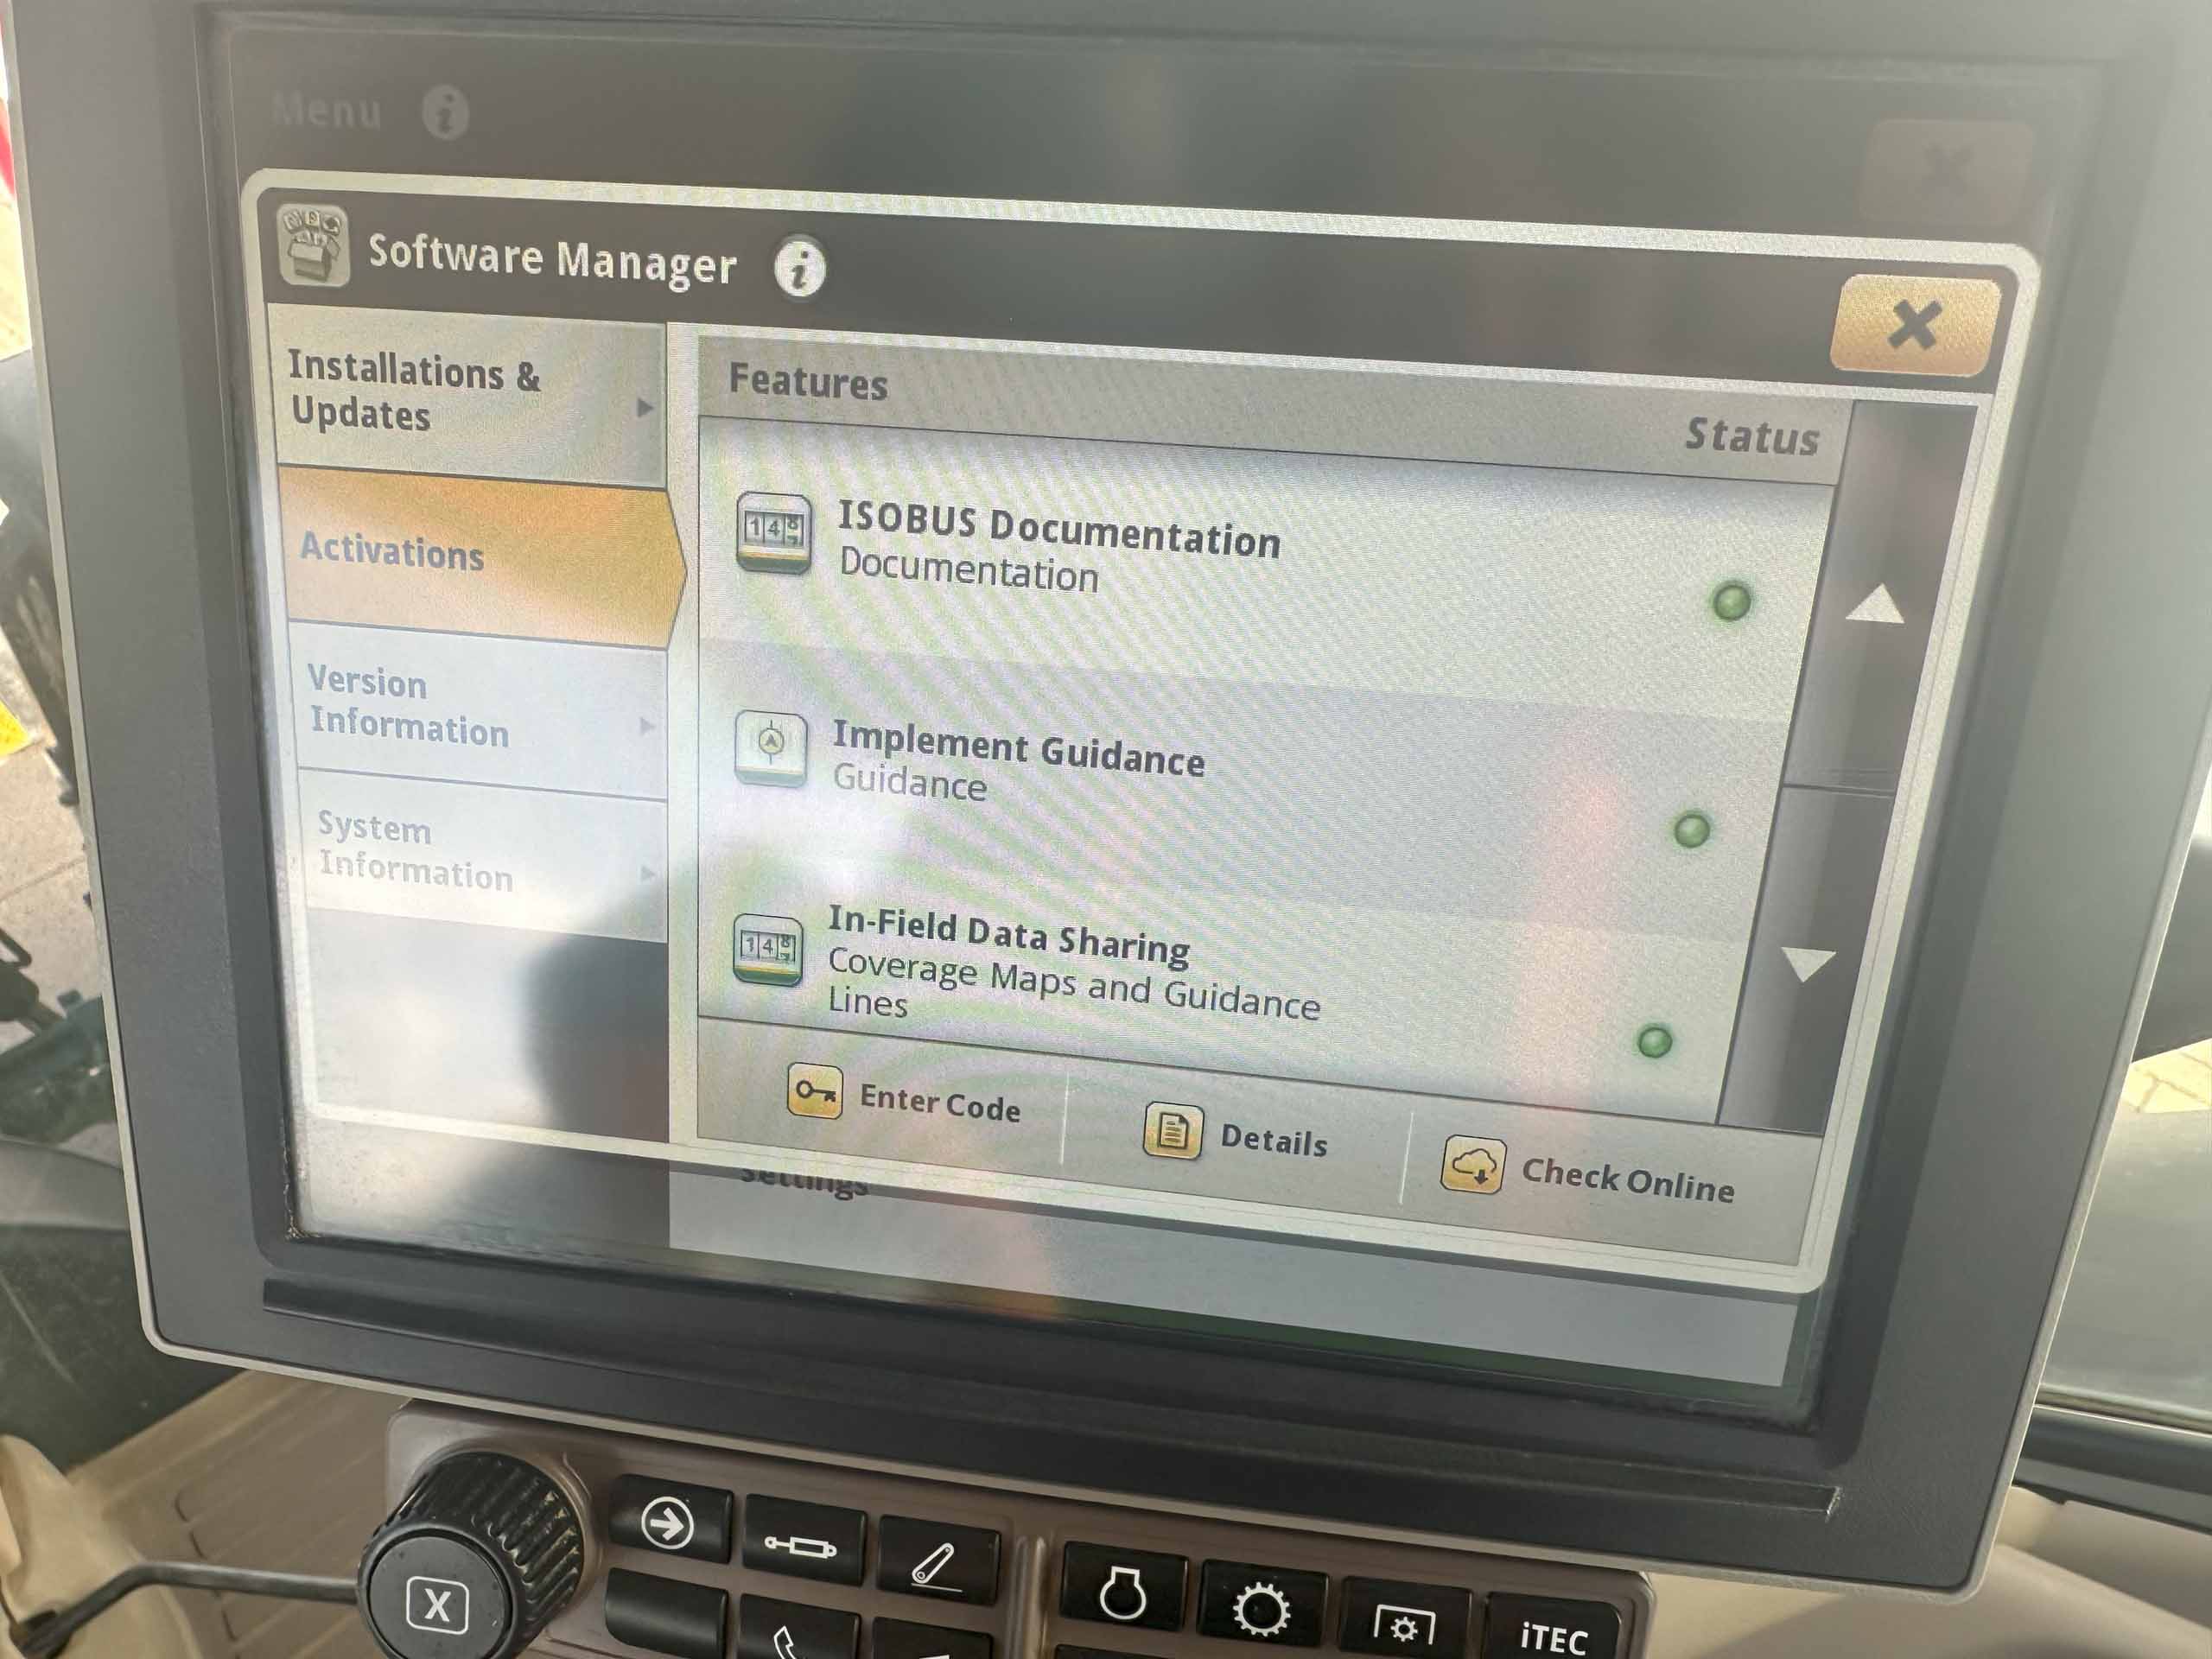 Menu
Software Manager
Installations &
Updates
Activations
Version
Information
System
Information
Features
Status
ISOBUS Documentation
Documentation
Implement Guidance
Guidance
In-Field Data Sharing
Coverage Maps and Guidance
Lines
Enter Code
Details
Check Online
Settings
X
iTEC